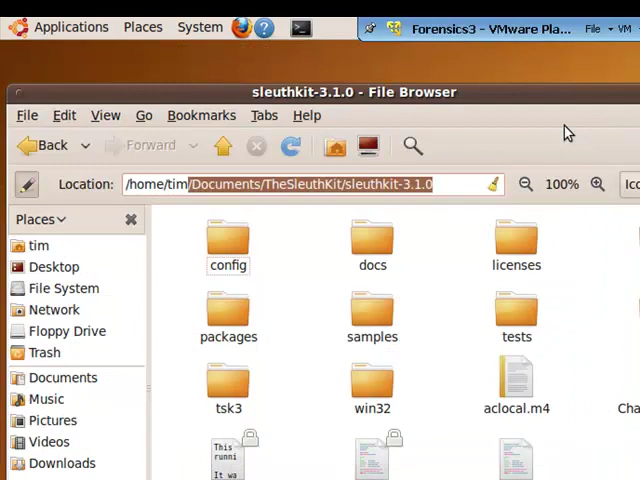 Applications Places System
Forensics3 - VMware Pla... File VM
sleuthkit-3.1.0 - File Browser
File Edit View Go Bookmarks Tabs Help
Back Forward
Location: /home/tim/Documents/TheSleuthKit/sleuthkit-3.1.0 100% Ico
Places
tim
Desktop
File System
Network
Floppy Drive
Trash
Documents
Music
Pictures
Videos
Downloads
config docs licenses
packages samples tests
tsk3 win32 aclocal.m4 Cha
This
runni
It wa